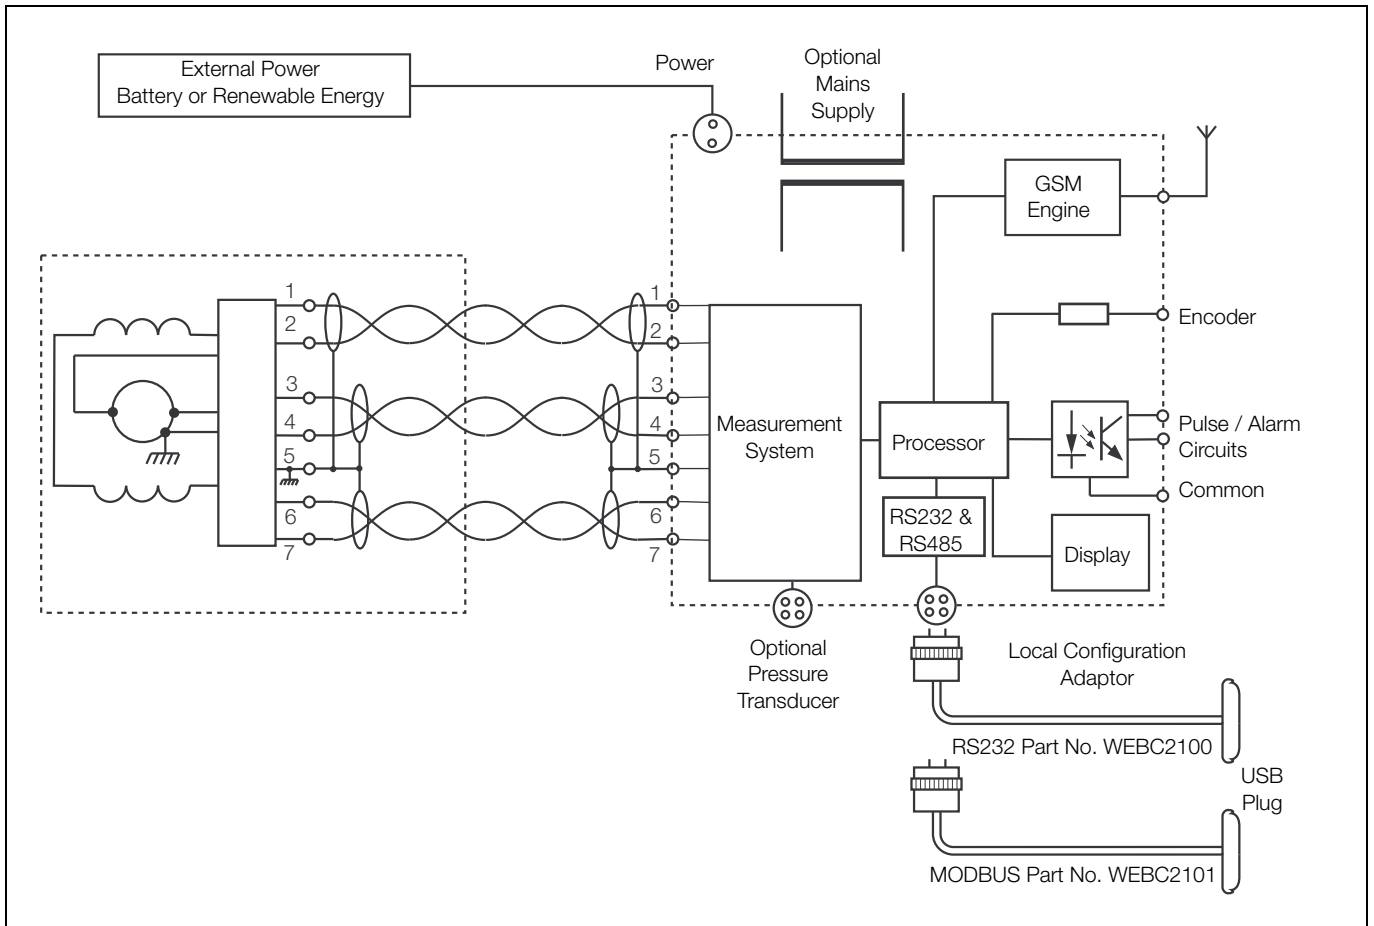 External Power
Battery or Renewable Energy
Power
Optional
Mains
Supply
GSM
Engine
1
2
3
4
5
6
7
1
2
3
4
5
6
7
Measurement
System
Processor
RS232 &
RS485
Encoder
Pulse / Alarm
Circuits
Common
Display
Optional
Pressure
Transducer
Local Configuration
Adaptor
RS232 Part No. WEBC2100
USB
Plug
MODBUS Part No. WEBC2101